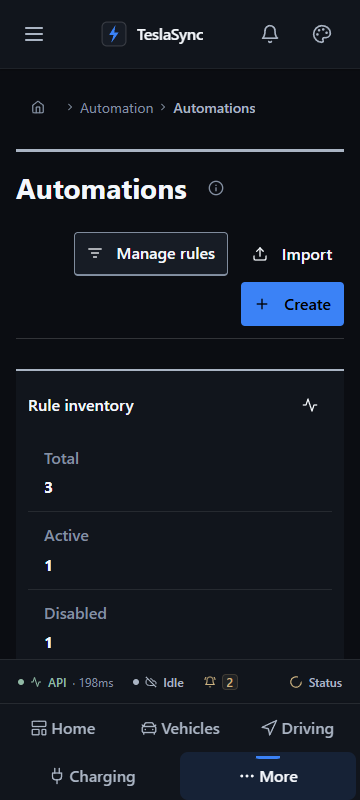 TeslaSync
Automation
Automations
Automations
Manage rules
Import
Create
Rule inventory
Total
3
Active
1
Disabled
1
API · 198ms
Idle
2
Status
Home
Vehicles
Driving
Charging
More